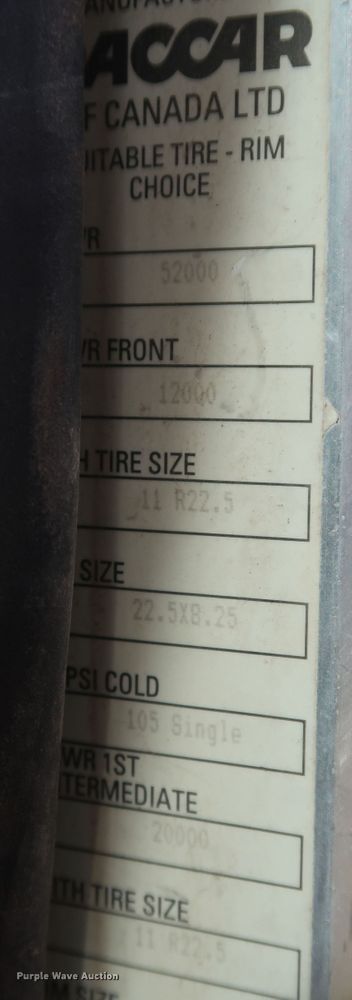 ACCAR
F CANADA LTD
ITABLE TIRE - RIM
CHOICE
R
52000
R FRONT
12000
H TIRE SIZE
11 R22.5
SIZE
22.5X8.25
PSI COLD
105 Single
WR 1ST
TERMEDIATE
20000
TH TIRE SIZE
11 R22.5
SIZE
Purple Wave Auction